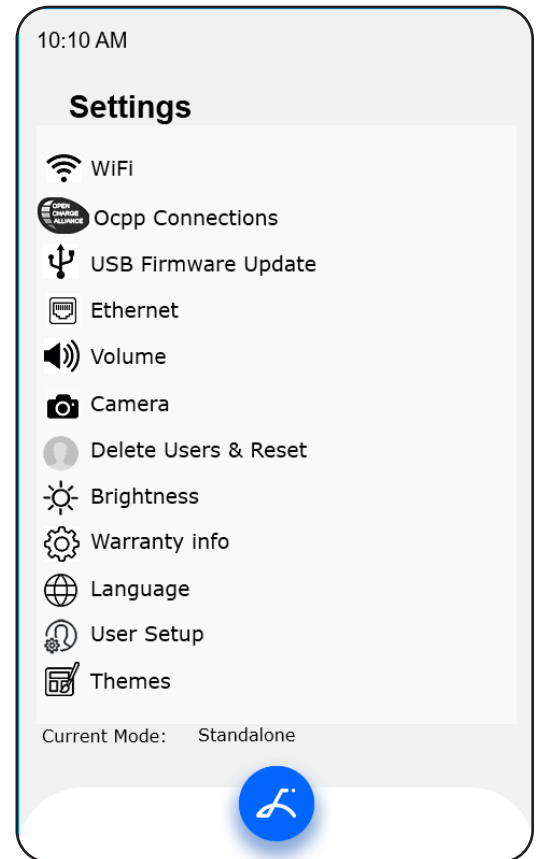 10:10 AM
Settings
WiFi
OPEN
CHARGE
ALLIANCE
Ocpp Connections
USB Firmware Update
Ethernet
Volume
Camera
Delete Users & Reset
Brightness
Warranty info
Language
User Setup
Themes
Current Mode: Standalone